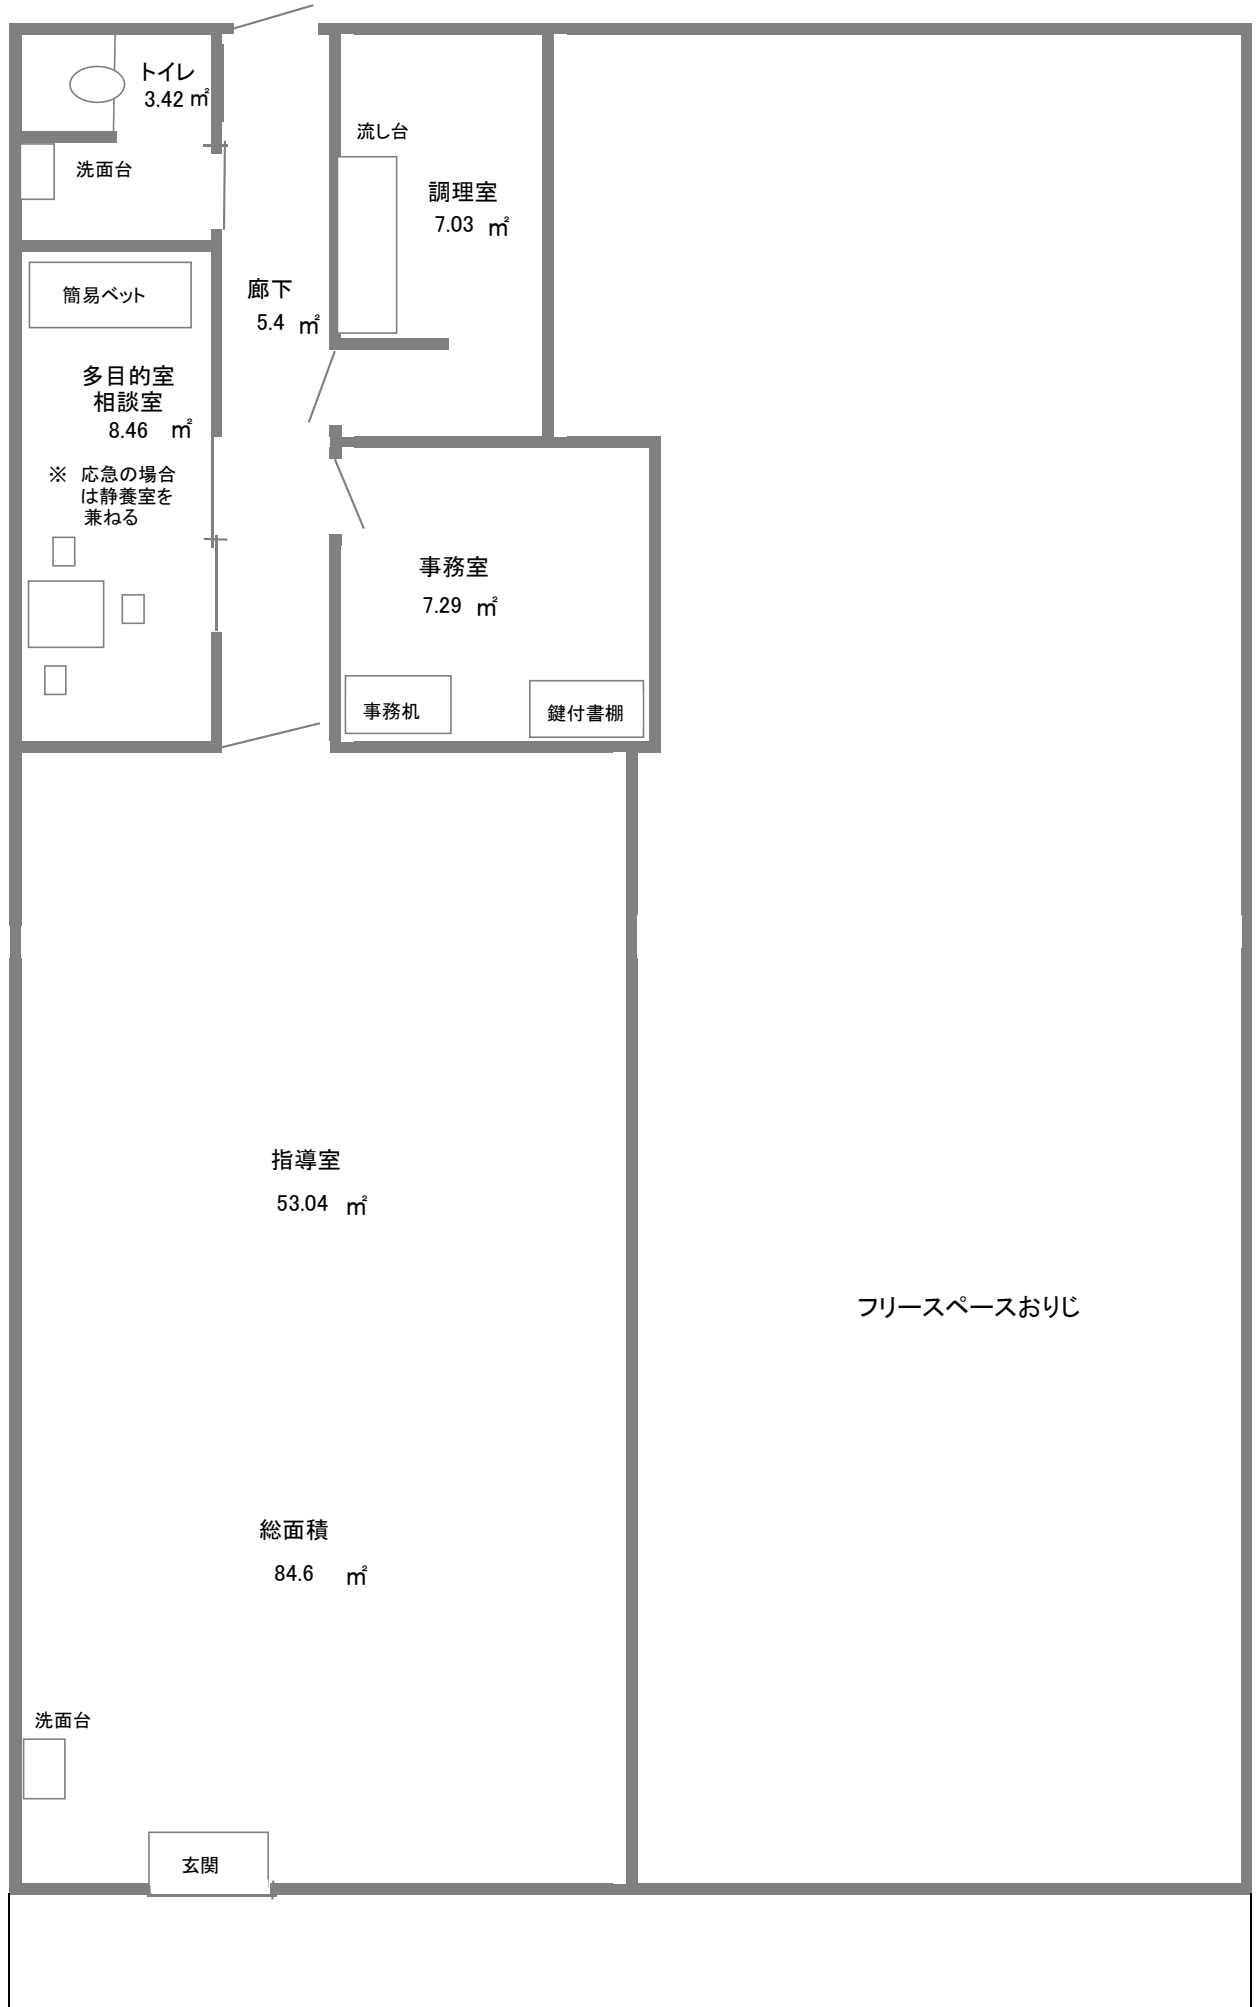 トイレ
3.42 ㎡
流し台
洗面台
調理室
7.03 ㎡
簡易ベット
廊下
5.4 ㎡
多目的室
相談室
8.46 ㎡
※ 応急の場合
は静養室を
兼ねる
事務室
7.29 ㎡
事務机
鍵付書棚
指導室
53.04 ㎡
フリースペースおりじ
総面積
84.6 ㎡
洗面台
玄関